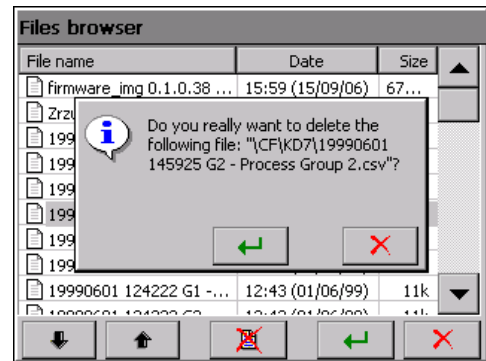 Files browser
File name Date Size
firmware_img 0.1.0.38 ... 15:59 (15/09/06) 67...
Zrzu
199
Do you really want to delete the
following file: "\CF\KD7\19990601
145925 G2 - Process Group 2.csv"?
199
199
199
199
199
19990601 124222 G1 -... 12:43 (01/06/99) 11k